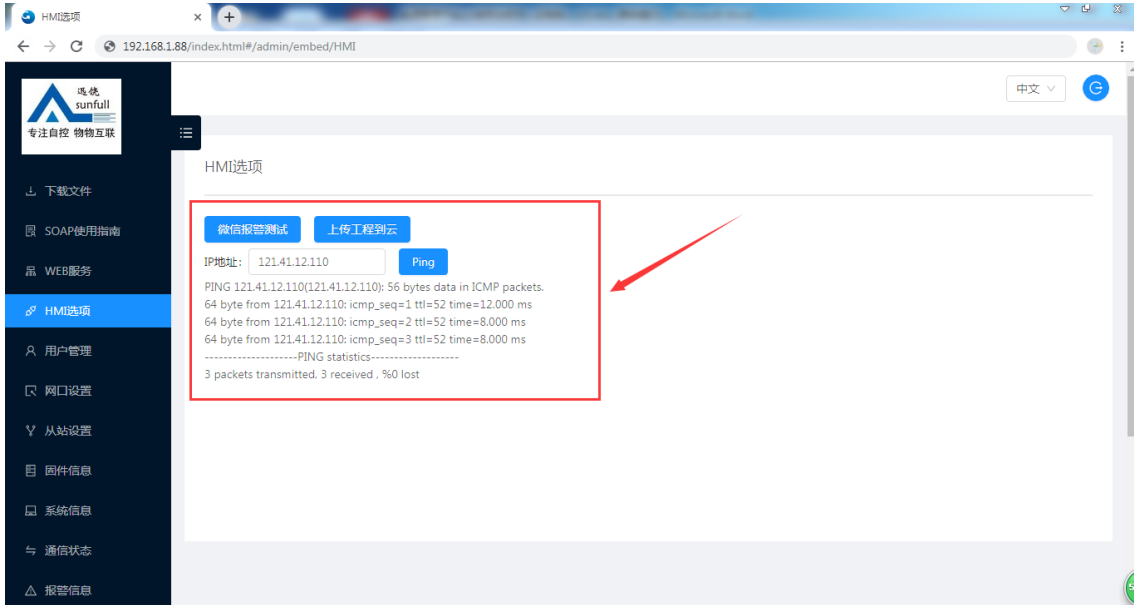 HMI选项
192.168.1.88/index.html#/admin/embed/HMI
迅饶
sunfull
专注自控 物物互联
中文
下载文件
SOAP使用指南
WEB服务
HMI选项
用户管理
网口设置
从站设置
固件信息
系统信息
通信状态
报警信息
HMI选项
微信报警测试 上传工程到云
IP地址: 121.41.12.110 Ping
PING 121.41.12.110(121.41.12.110): 56 bytes data in ICMP packets.
64 byte from 121.41.12.110: icmp_seq=1 ttl=52 time=12.000 ms
64 byte from 121.41.12.110: icmp_seq=2 ttl=52 time=8.000 ms
64 byte from 121.41.12.110: icmp_seq=3 ttl=52 time=8.000 ms
--------------------PING statistics-------------------
3 packets transmitted, 3 received , %0 lost